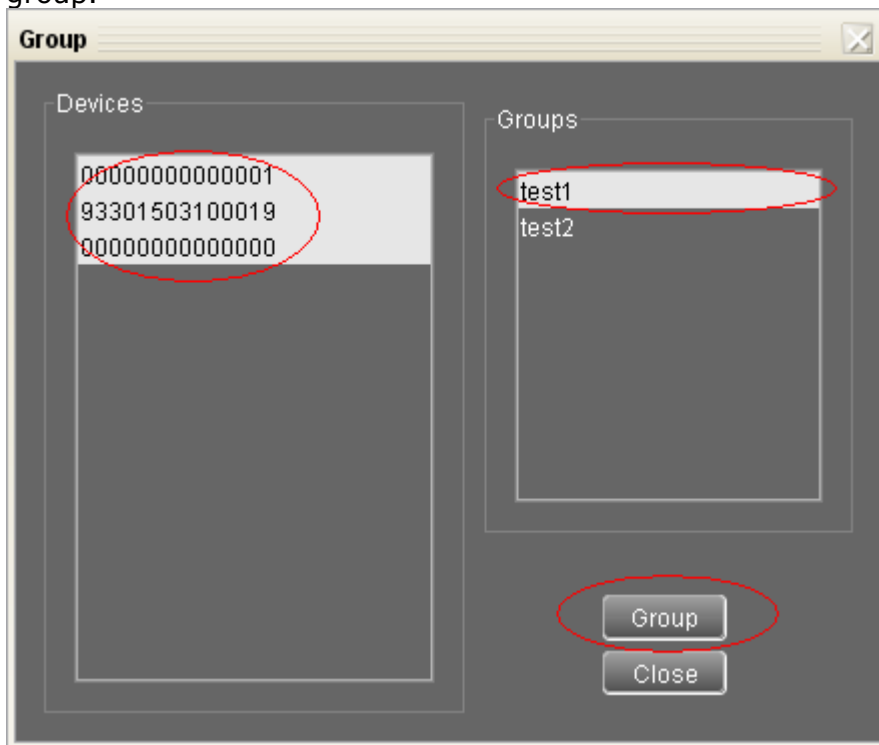 group.
Group
Devices
00000000000001
93301503100019
00000000000000
Groups
test1
test2
Group
Close